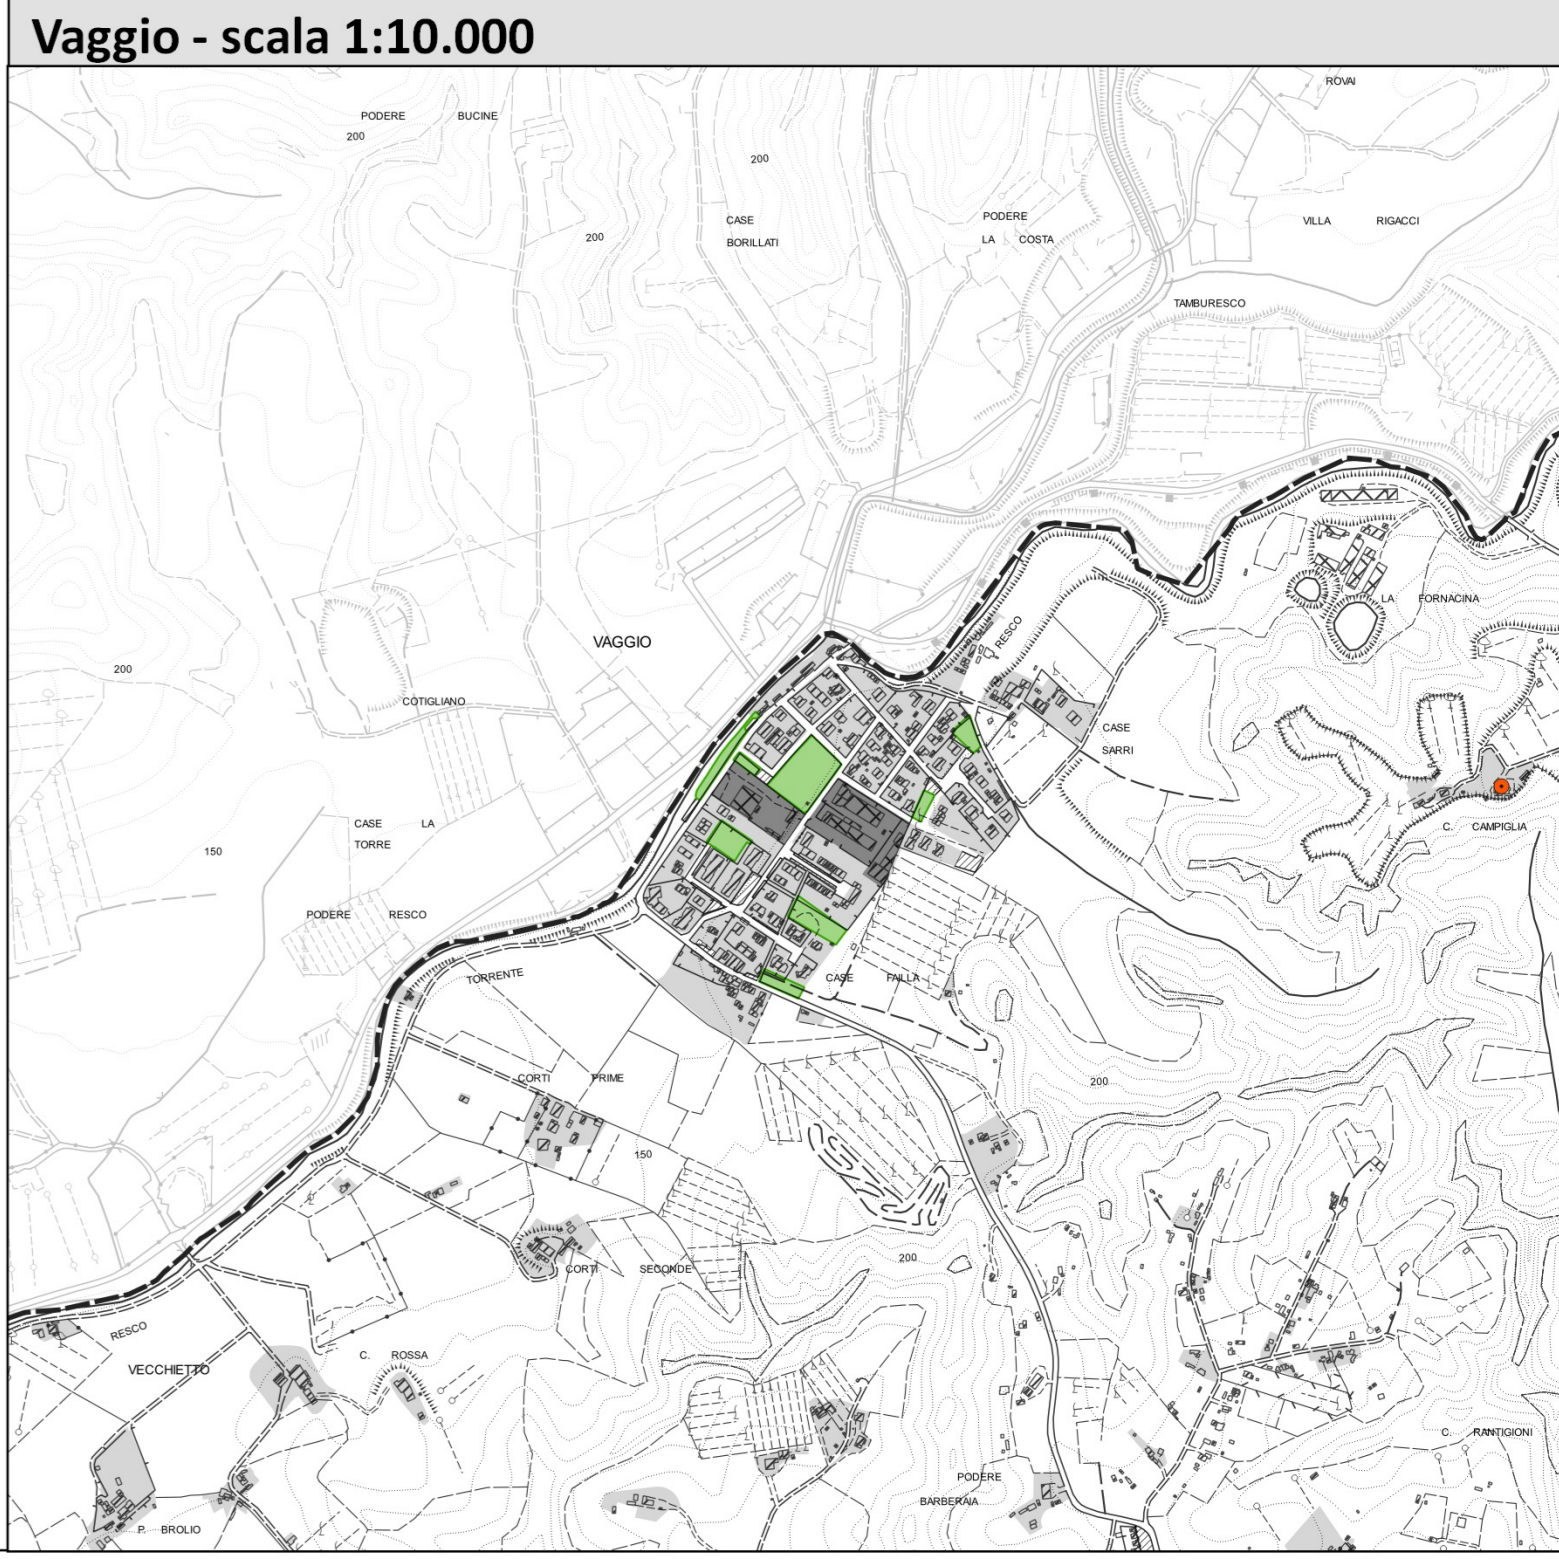 Vaggio - scala 1:10.000
ROVAI
PODERE BUCINE
200
200
CASE
BORILLATI
PODERE
LA COSTA
VILLA RIGACCI
200
TAMBURESCO
LA FORNACINA
RESCO
VAGGIO
200
COTIGLIANO
CASE
SARRI
CASE LA
TORRE
150
C. CAMPIGLIA
PODERE RESCO
TORRENTE
CASE FAILLA
CORTI PRIME
200
150
200
CORTI SECONDE
RESCO
VECCHIETTO
C. ROSSA
C. RANTIGIONI
PODERE
BARBERAIA
P. BROLIO